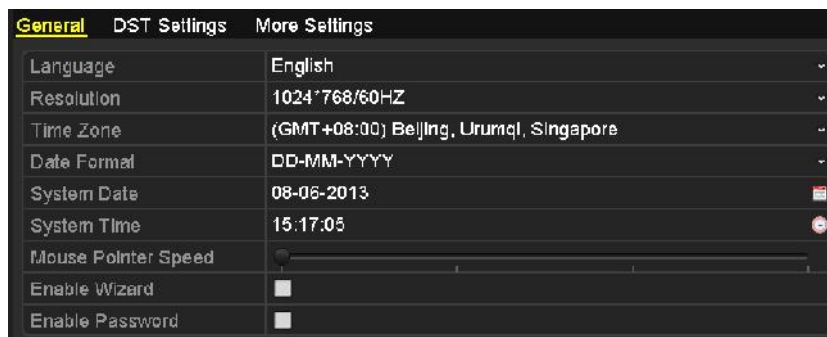 General DST Settings More Settings
Language English
Resolution 1024*768/60HZ
Time Zone (GMT+08:00) Beijing, Urumqi, Singapore
Date Format DD-MM-YYYY
System Date 08-06-2013
System Time 15:17:05
Mouse Pointer Speed
Enable Wizard
Enable Password